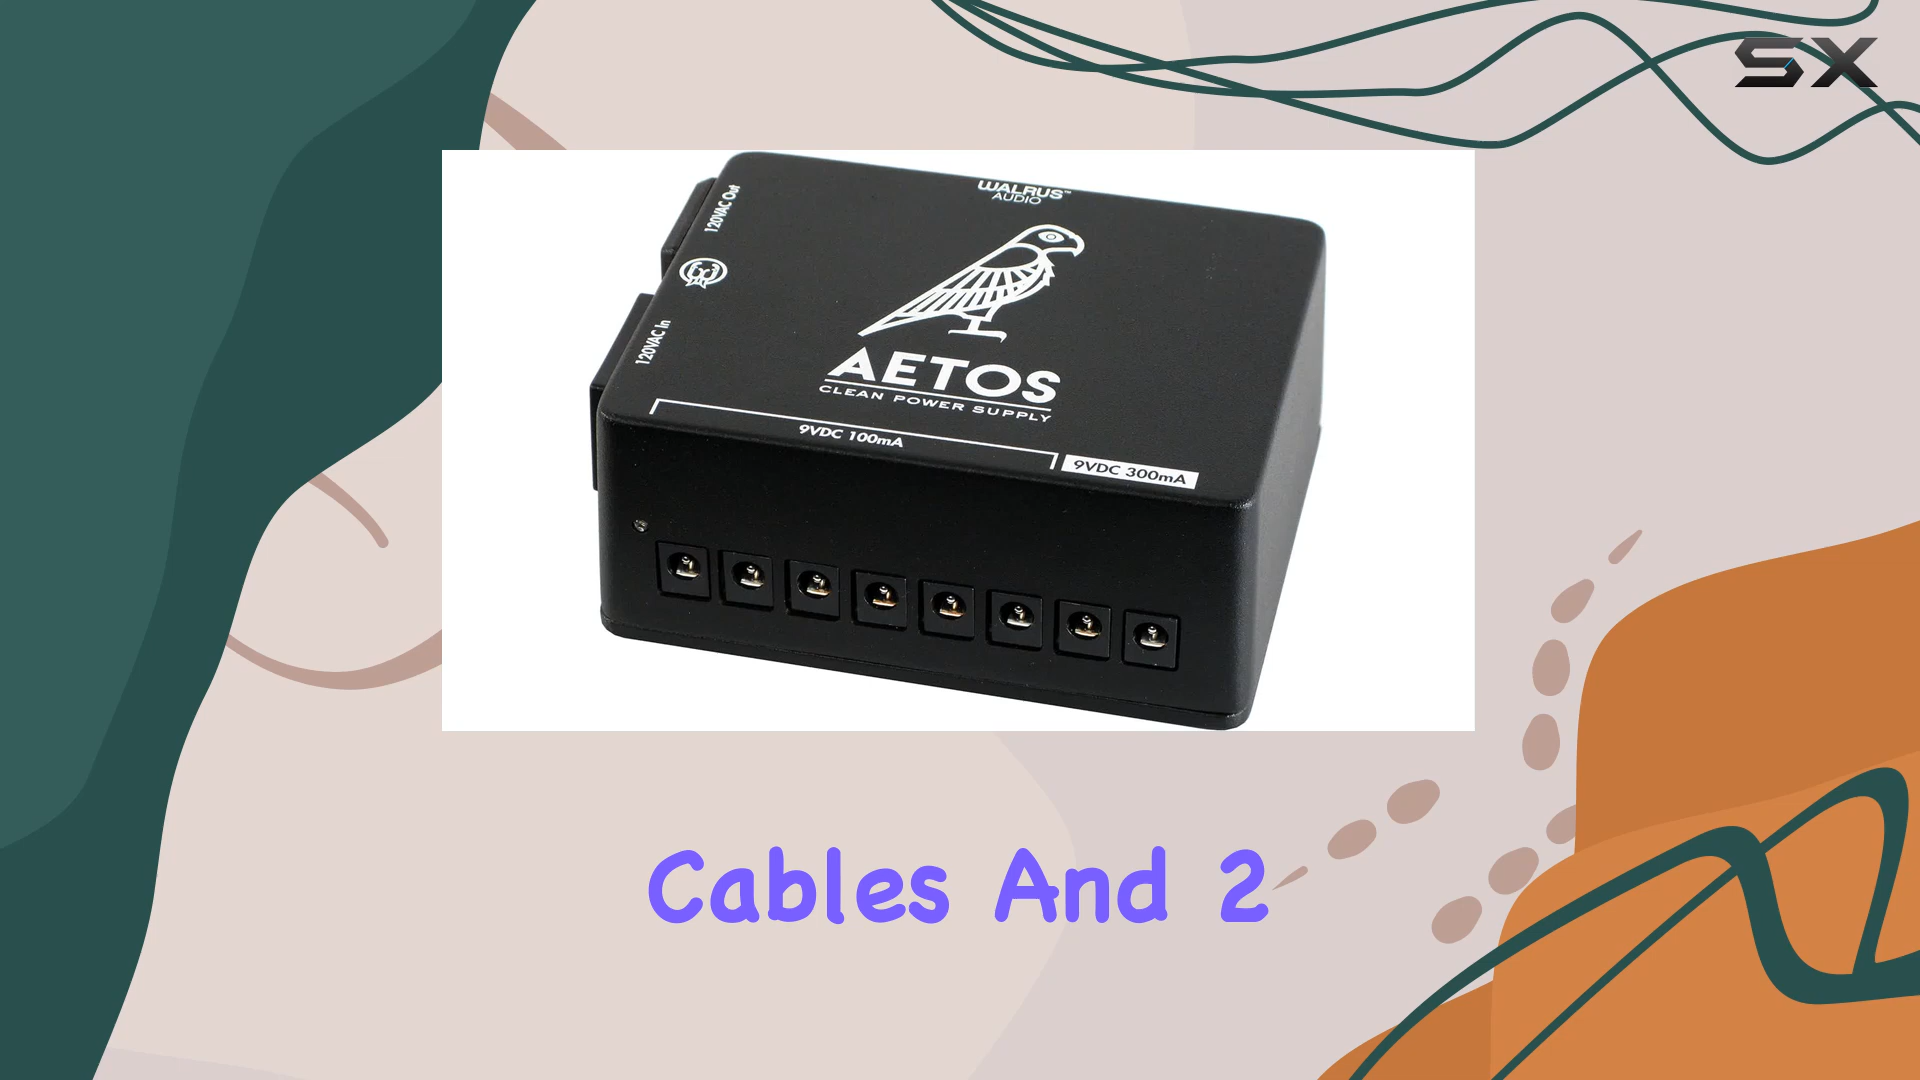 SX
WALRUS™
AUDIO
120VAC Out
120VAC In
AETOS
CLEAN POWER SUPPLY
9VDC 100mA
9VDC 300mA
Cables And 2